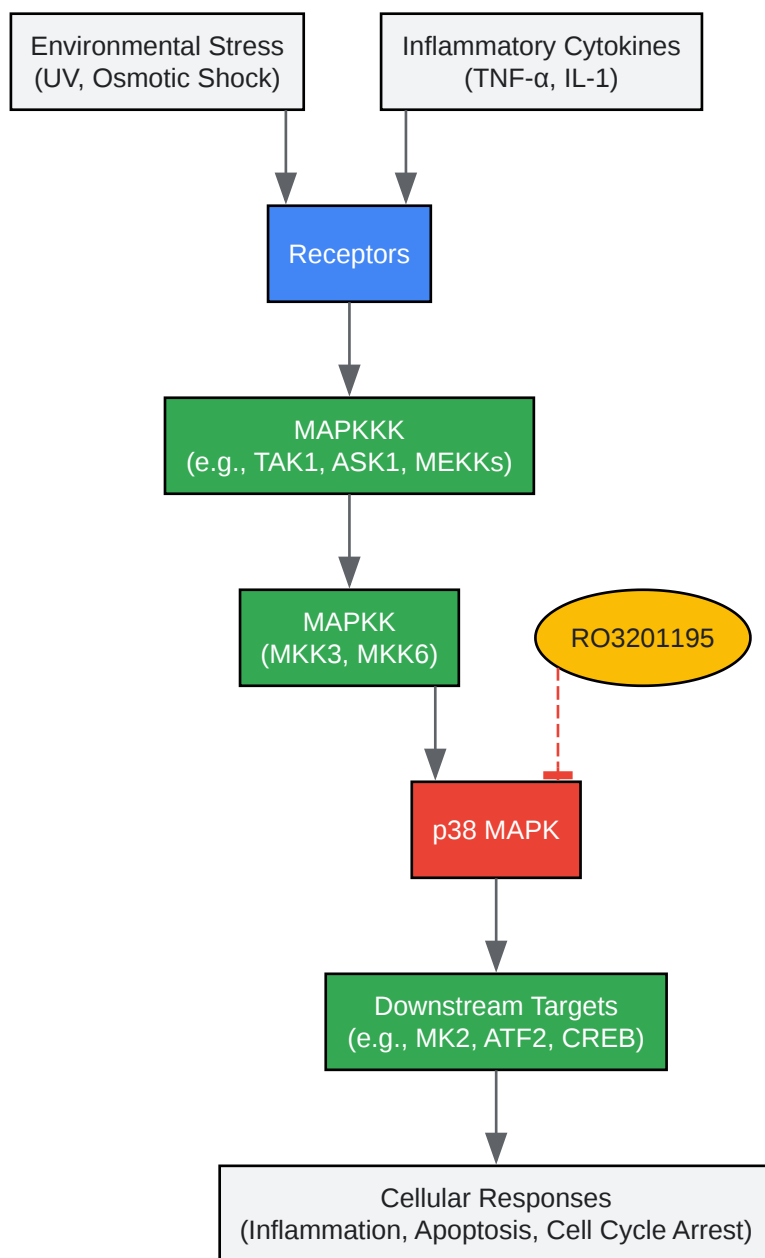 Environmental Stress
(UV, Osmotic Shock)
Inflammatory Cytokines
(TNF-α, IL-1)
Receptors
MAPKKK
(e.g., TAK1, ASK1, MEKKs)
MAPKK
(MKK3, MKK6)
RO3201195
p38 MAPK
Downstream Targets
(e.g., MK2, ATF2, CREB)
Cellular Responses
(Inflammation, Apoptosis, Cell Cycle Arrest)